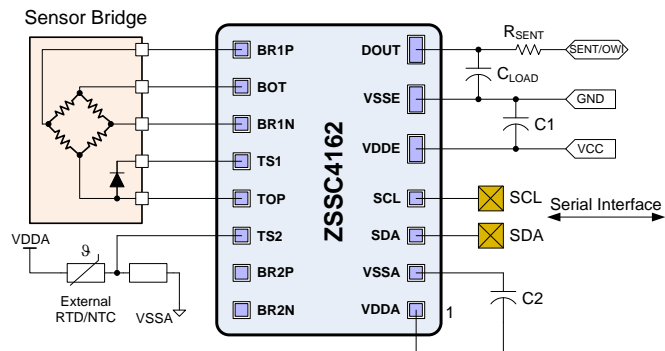 Sensor Bridge
BR1P
BOT
BR1N
TS1
TOP
TS2
BR2P
BR2N
ZSSC4162
DOUT
VSSE
VDDE
SCL
SDA
VSSA
VDDA
1
RSENT
SENT/OWI
CLOAD
GND
C1
VCC
SCL
SDA
Serial Interface
C2
VDDA
ϑ
External
RTD/NTC
VSSA